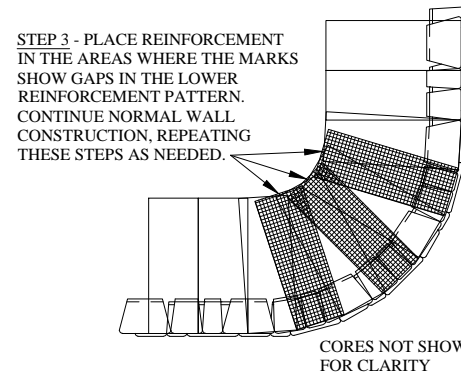 STEP 3 - PLACE REINFORCEMENT
IN THE AREAS WHERE THE MARKS
SHOW GAPS IN THE LOWER
REINFORCEMENT PATTERN.
CONTINUE NORMAL WALL
CONSTRUCTION, REPEATING
THESE STEPS AS NEEDED.
CORES NOT SHOW
FOR CLARITY